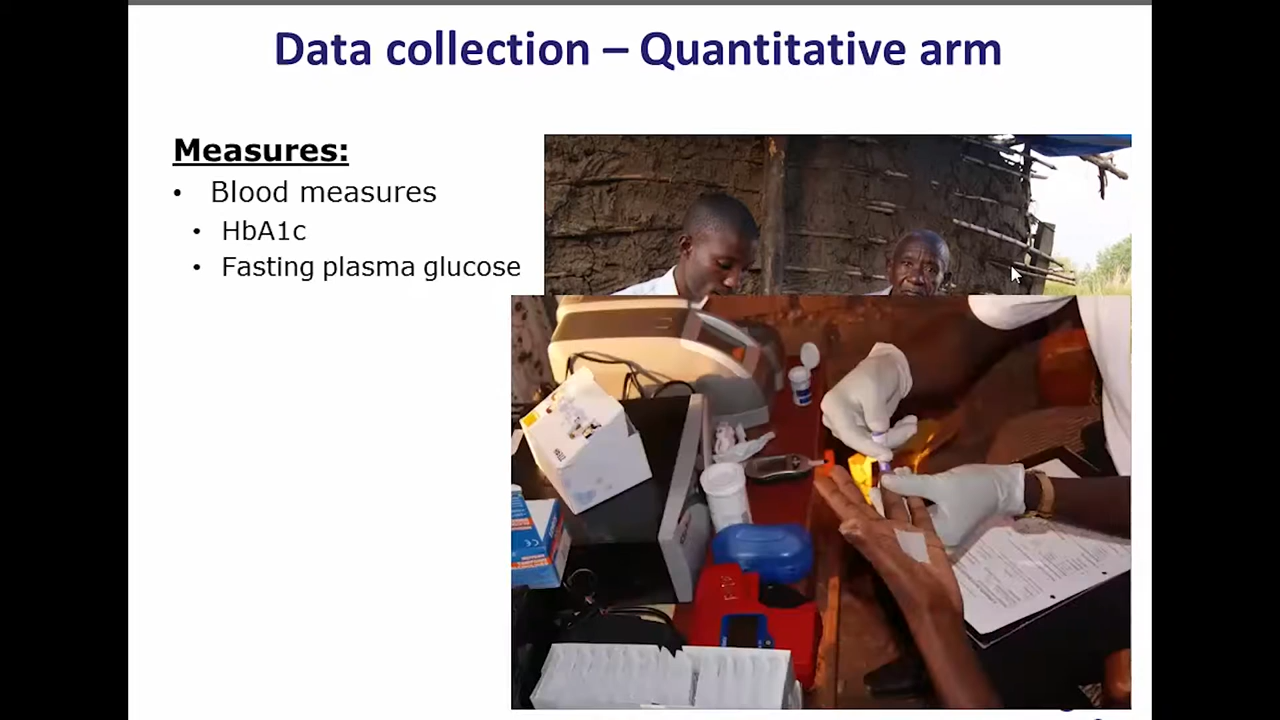 Data collection – Quantitative arm
Measures:
• Blood measures
• HbA1c
• Fasting plasma glucose